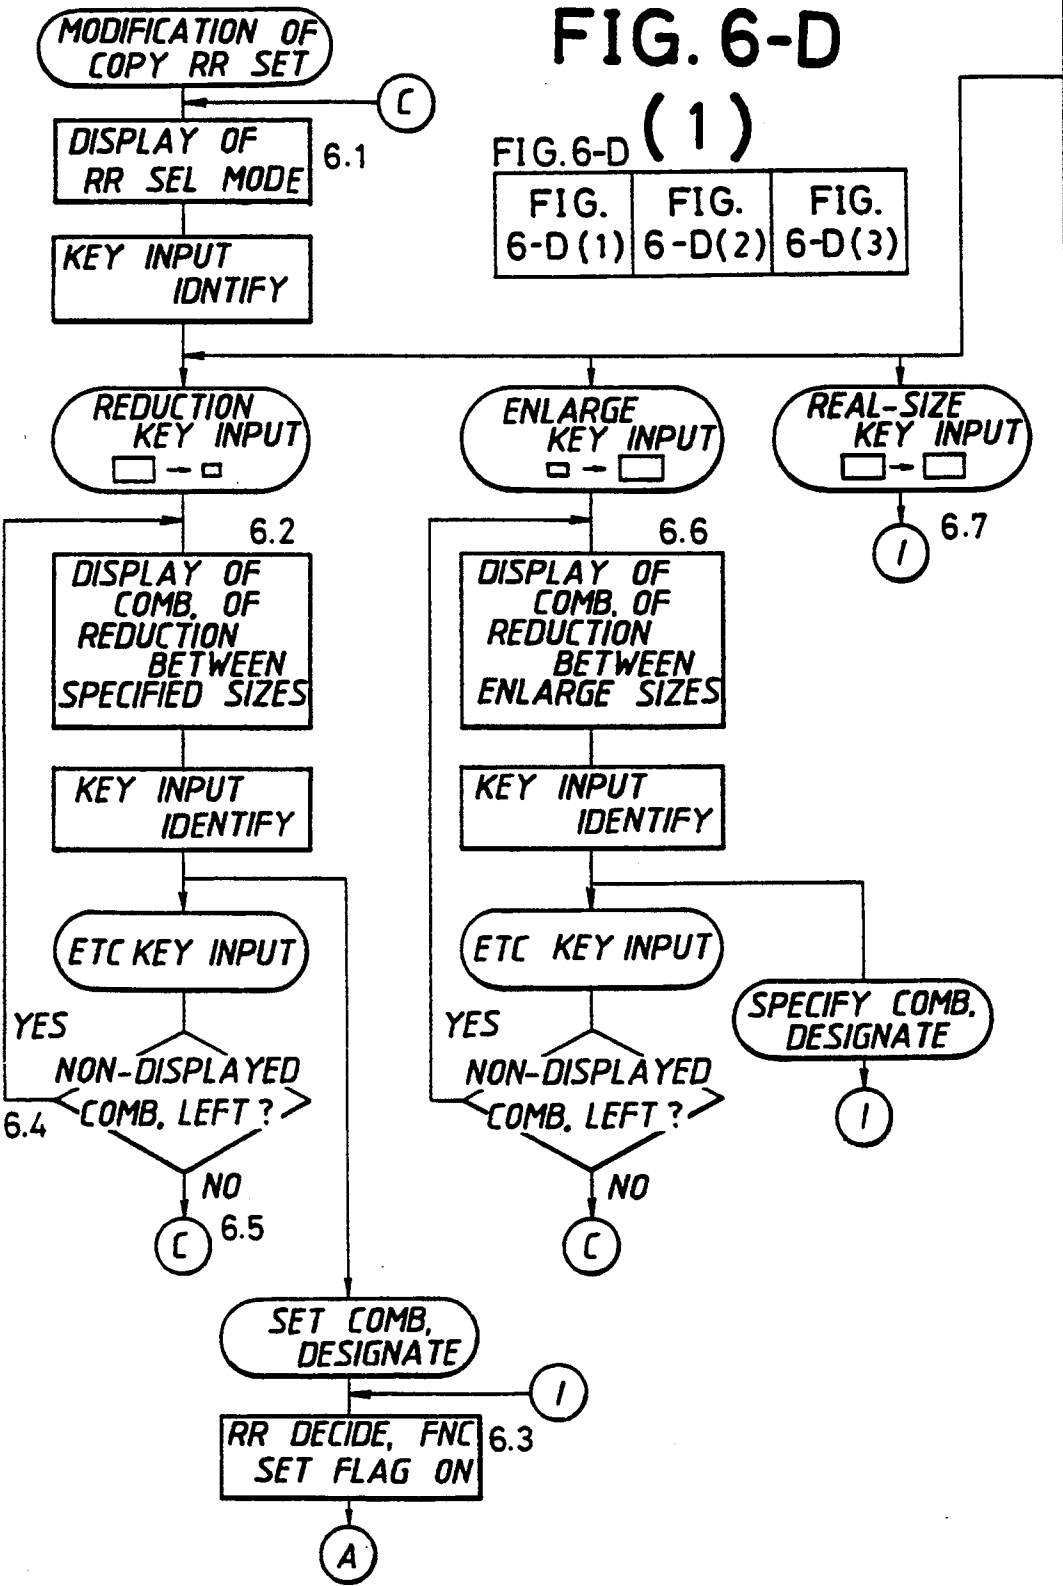 FIG. 6-D
(1)
MODIFICATION OF
COPY RR SET
C
DISPLAY OF
RR SEL MODE
6.1
FIG.6-D
FIG.
6-D(1)
FIG.
6-D(2)
FIG.
6-D(3)
KEY INPUT
IDNTIFY
REDUCTION
KEY INPUT
ENLARGE
KEY INPUT
REAL-SIZE
KEY INPUT
6.2
6.6
I
6.7
DISPLAY OF
COMB. OF
REDUCTION
BETWEEN
SPECIFIED SIZES
DISPLAY OF
COMB. OF
REDUCTION
BETWEEN
ENLARGE SIZES
KEY INPUT
IDENTIFY
KEY INPUT
IDENTIFY
ETC KEY INPUT
ETC KEY INPUT
SPECIFY COMB.
DESIGNATE
I
YES
NON-DISPLAYED
COMB. LEFT ?
6.4
NO
C
6.5
YES
NON-DISPLAYED
COMB. LEFT ?
NO
C
SET COMB.
DESIGNATE
I
RR DECIDE, FNC
SET FLAG ON
6.3
A